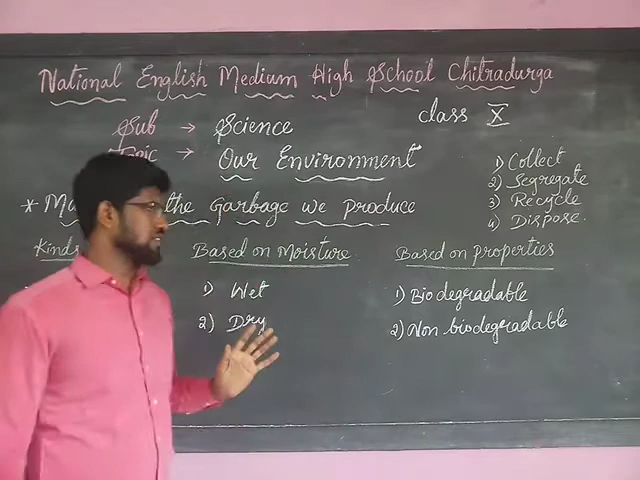 National English Medium High School Chitradurga
class X
Sub → Science
Topic → Our Environment
* the Garbage we produce
1) Collect
2) Segregate
3) Recycle
4) Dispose.
Kinds
Based on Moisture
1) Wet
2) Dry
Based on properties
1) Biodegradable
2) Non biodegradable